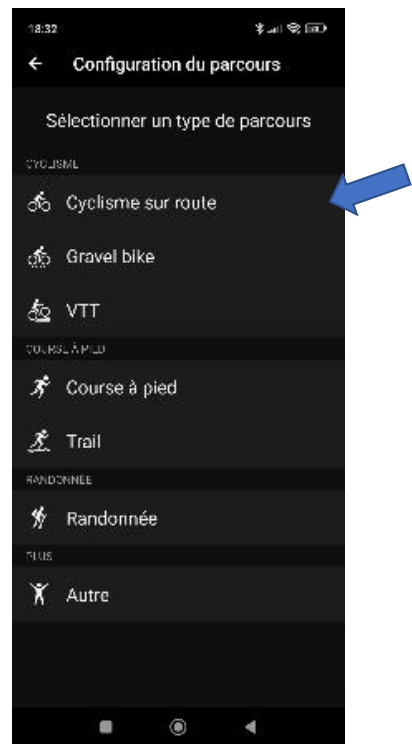 18:32
Configuration du parcours
Sélectionner un type de parcours
CYCLISME
Cyclisme sur route
Gravel bike
VTT
COURSE À PIED
Course à pied
Trail
RANDONNÉE
Randonnée
PLUS
Autre